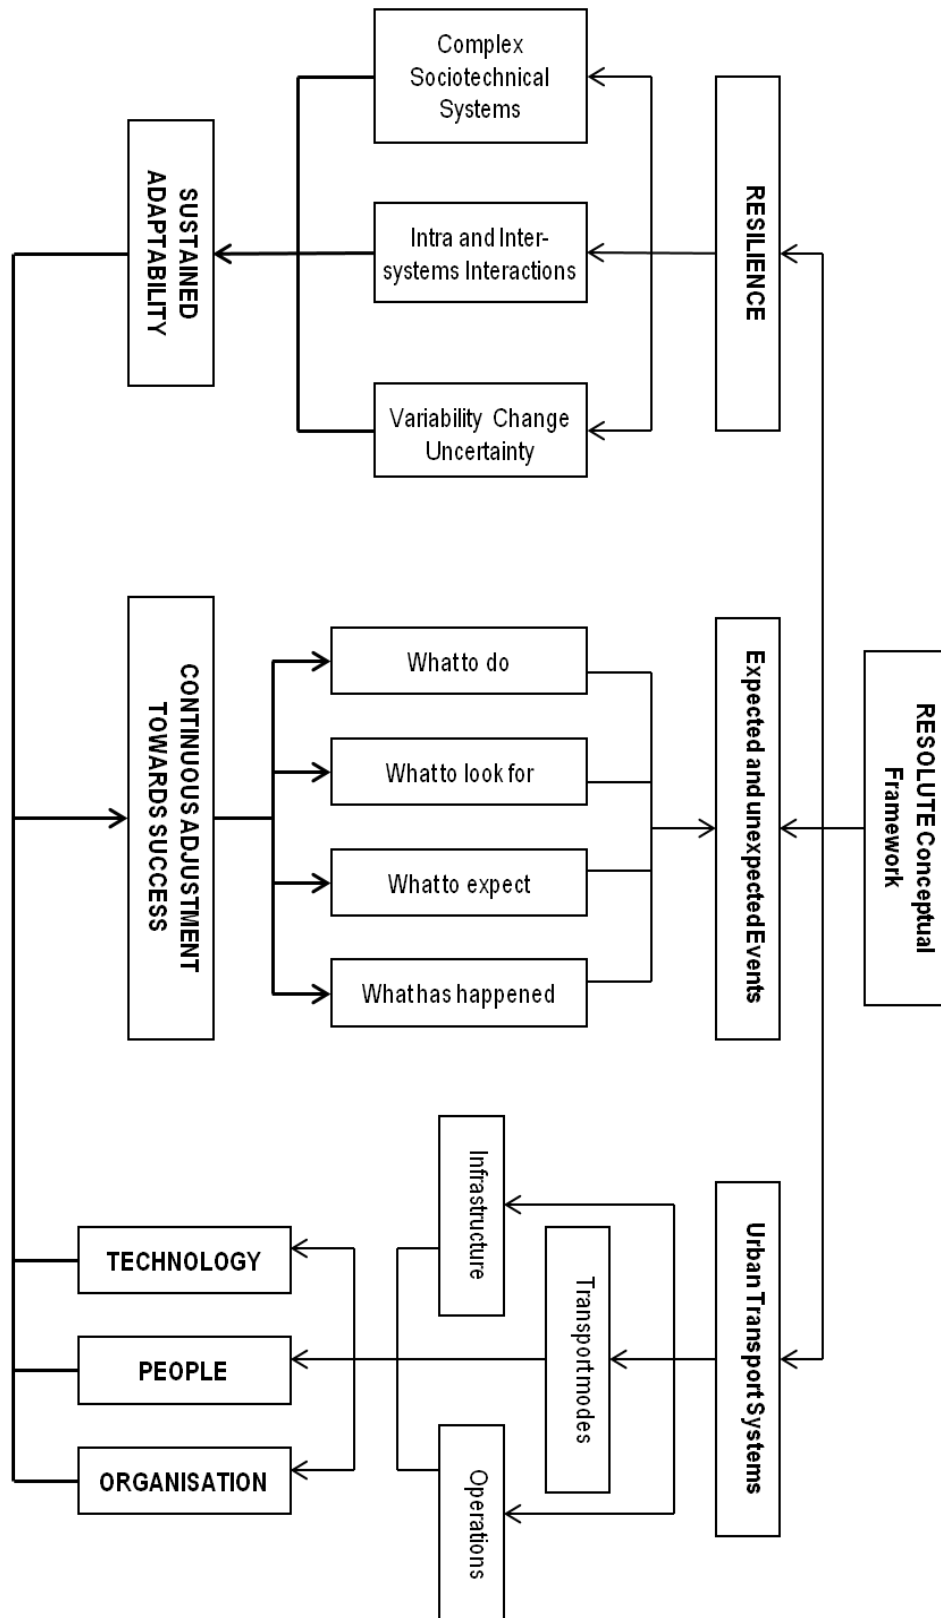 RESOLUTE Conceptual
Framework
RESILIENCE
Expected and unexpected Events
Urban Transport Systems
Complex
Sociotechnical
Systems
Intra and Inter-
systems Interactions
Variability Change
Uncertainty
What to do
What to look for
What to expect
What has happened
Transport modes
Infrastructure
Operations
SUSTAINED
ADAPTABILITY
CONTINUOUS ADJUSTMENT
TOWARDS SUCCESS
TECHNOLOGY
PEOPLE
ORGANISATION